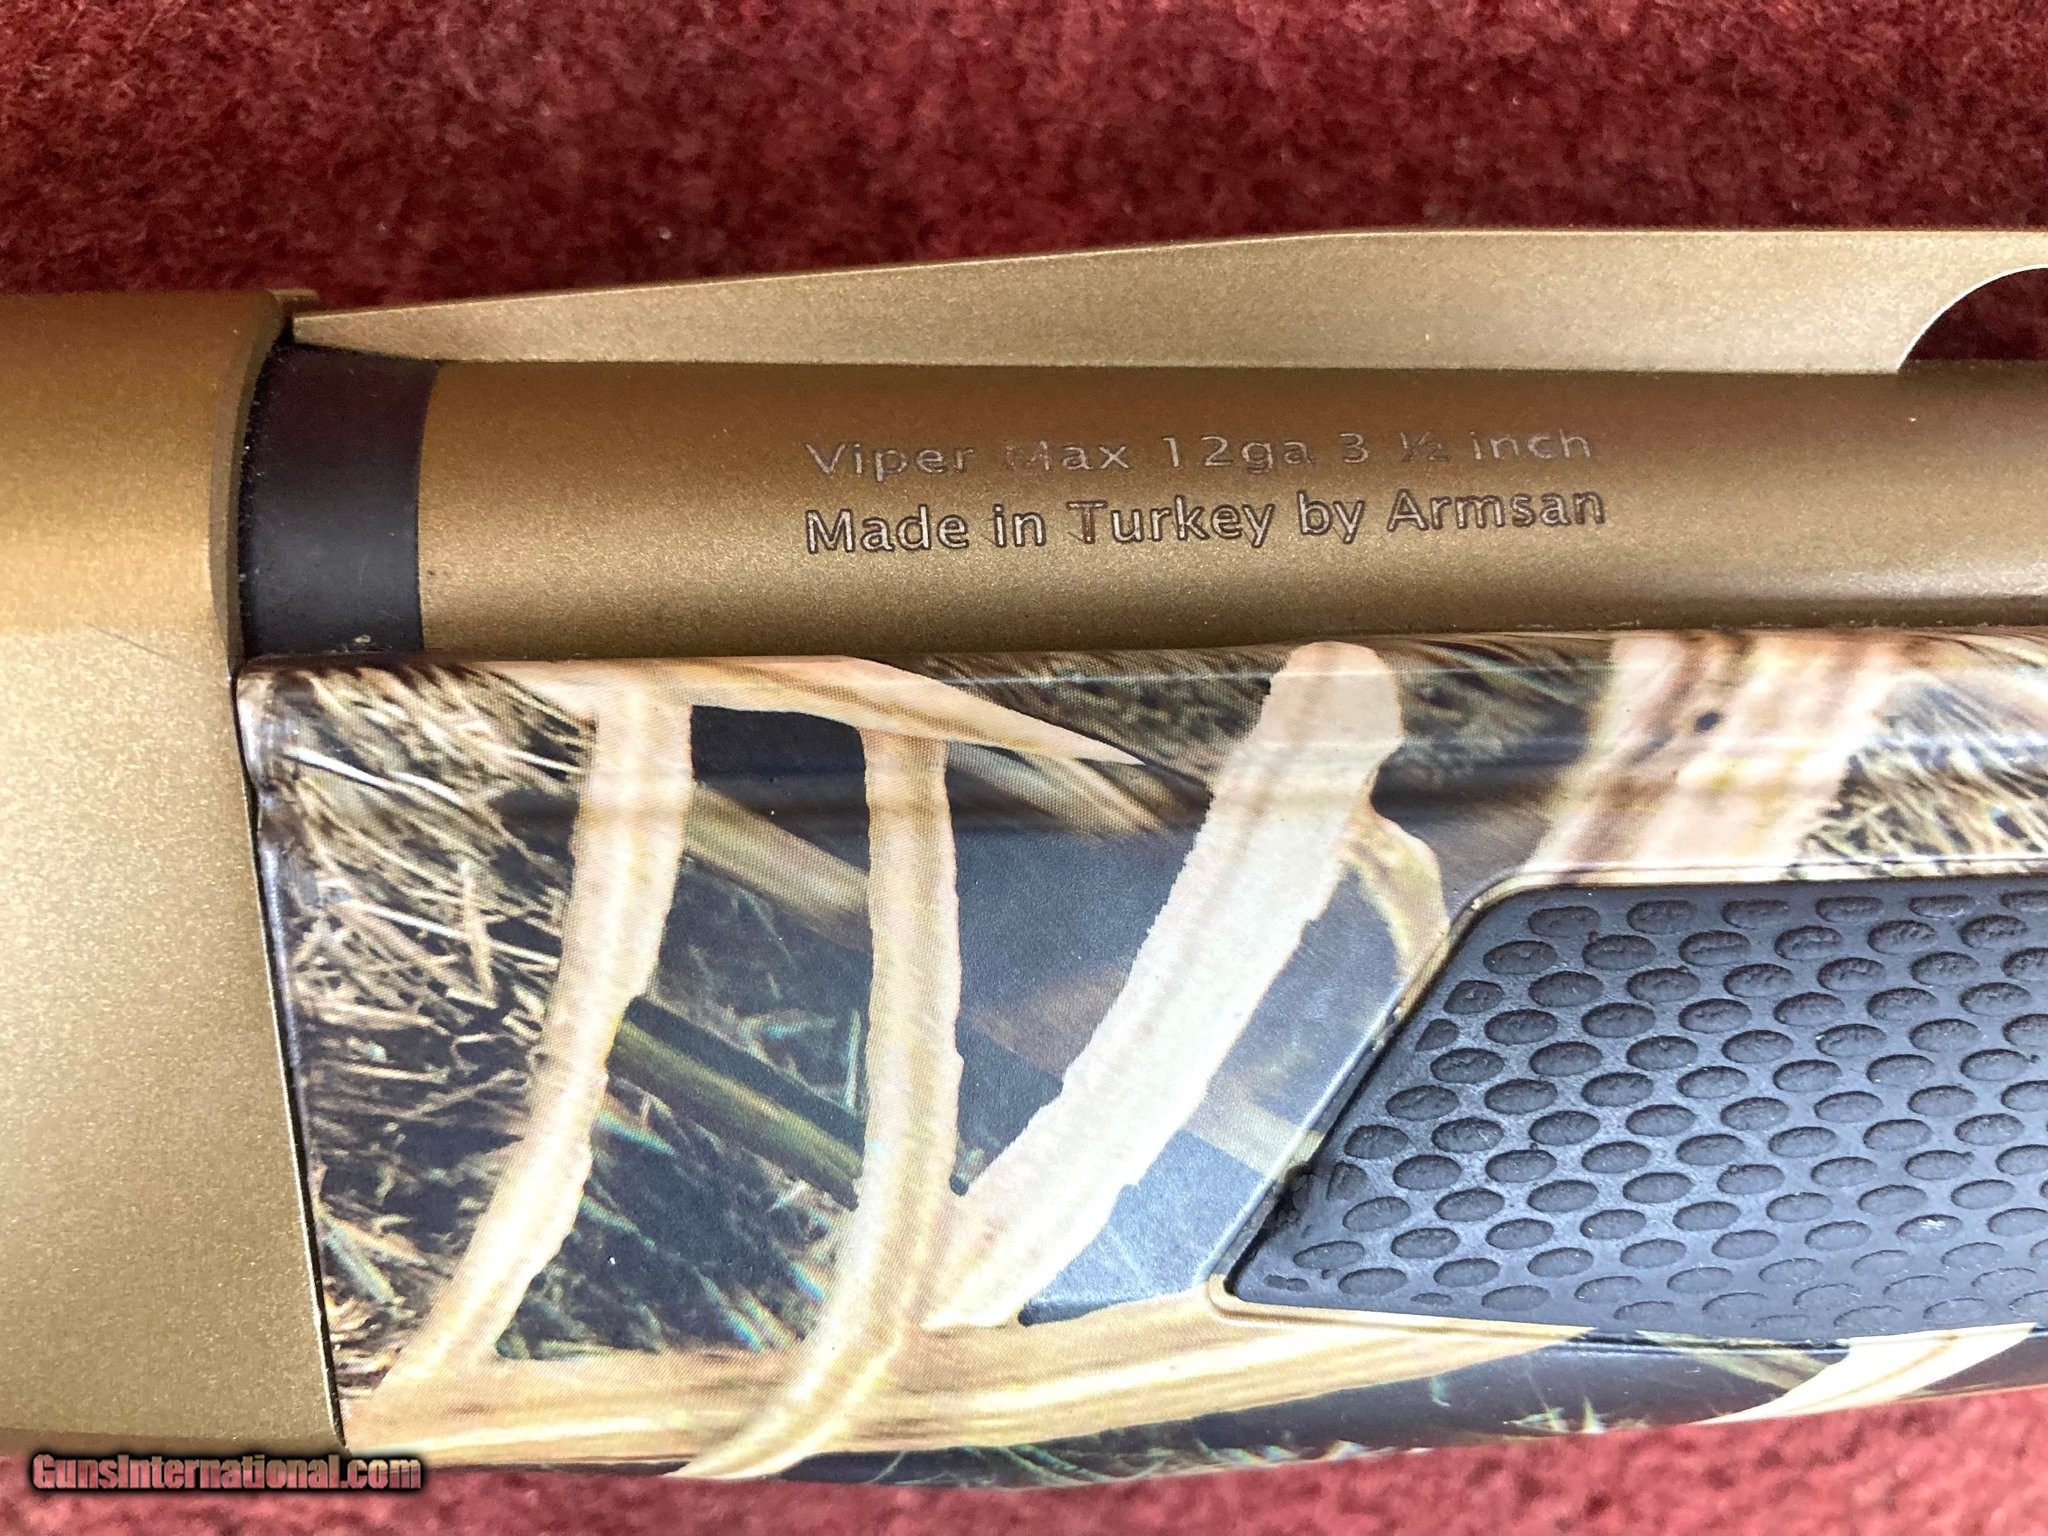 Viper Max 12ga 3 ½ inch
Made in Turkey by Armsan
GunsInternational.com